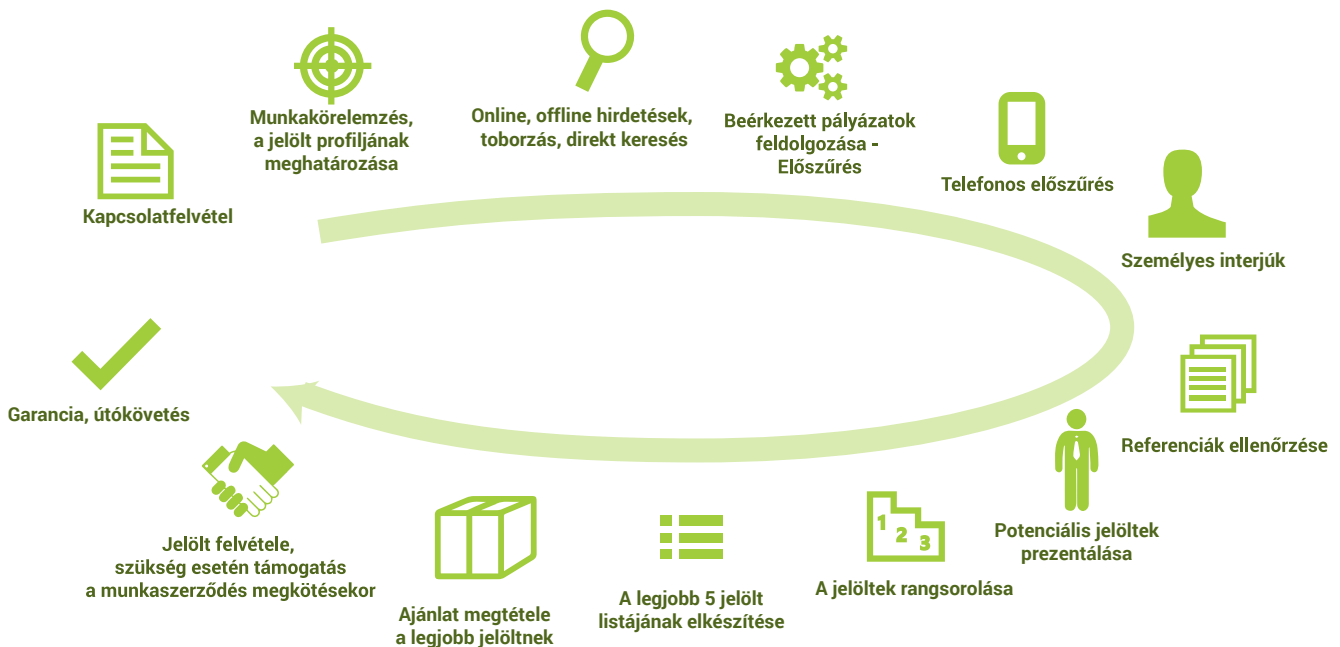 Kapcsolatfelvétel
Munkakörelemzés,
a jelölt profiljának
meghatározása
Online, offline hirdetések,
toborzás, direkt keresés
Beérkezett pályázatok
feldolgozása -
Előszűrés
Telefonos előszűrés
Személyes interjúk
Referenciák ellenőrzése
Potenciális jelöltek
prezentálása
1
2
3
A jelöltek rangsorolása
A legjobb 5 jelölt
listájának elkészítése
Ajánlat megtétele
a legjobb jelöltnek
Jelölt felvétele,
szükség esetén támogatás
a munkaszerződés megkötésekor
Garancia, útókövetés